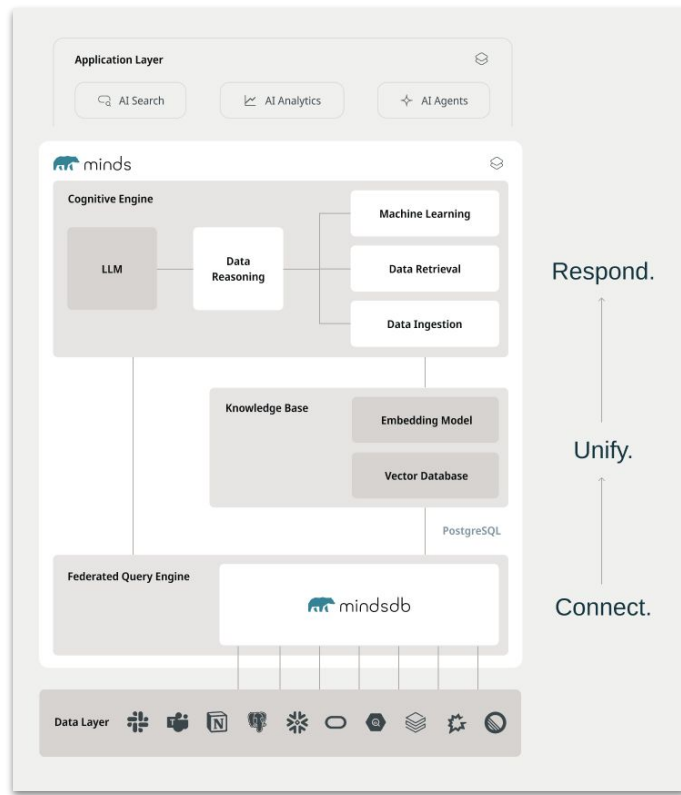 Application Layer
AI Search
AI Analytics
AI Agents
minds
Cognitive Engine
LLM
Data
Reasoning
Machine Learning
Data Retrieval
Data Ingestion
Respond.
Knowledge Base
Embedding Model
Vector Database
Unify.
PostgreSQL
Federated Query Engine
mindsdb
Connect.
Data Layer
T
N